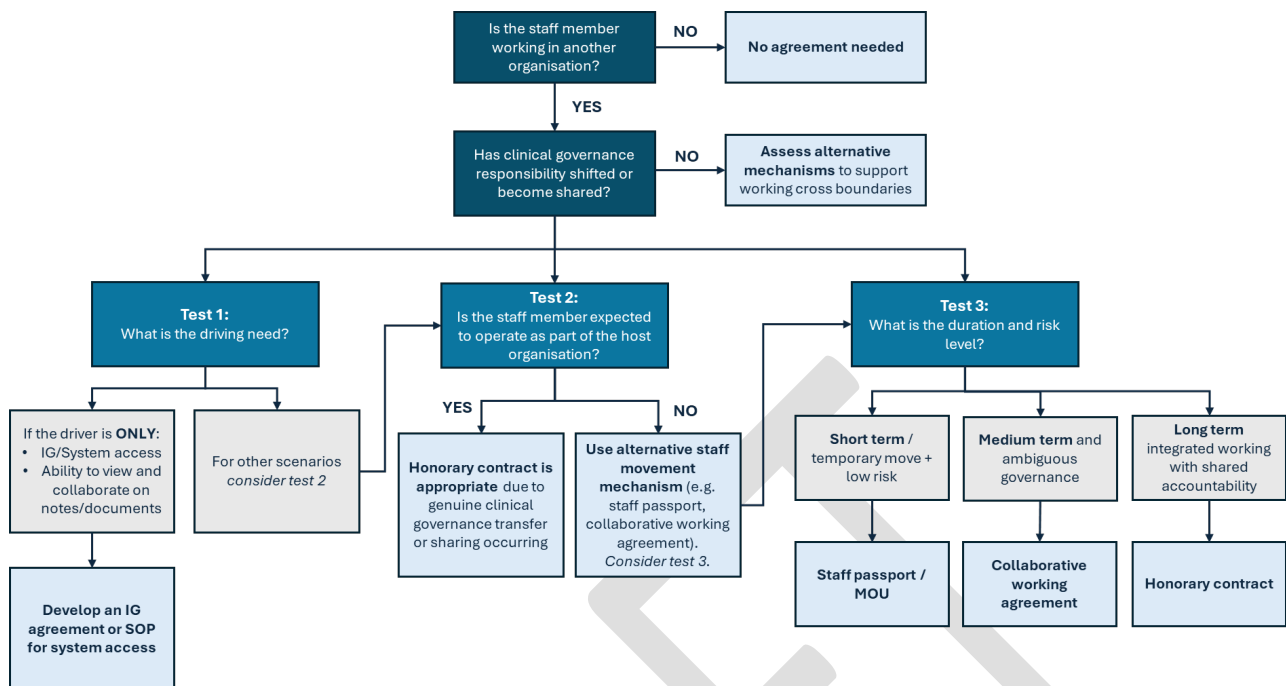 Is the staff member
working in another
organisation?
NO
No agreement needed
YES
Has clinical governance
responsibility shifted or
become shared?
NO
Assess alternative
mechanisms to support
working cross boundaries
Test 1:
What is the driving need?
Test 2:
Is the staff member expected
to operate as part of the host
organisation?
Test 3:
What is the duration and risk
level?
If the driver is ONLY:
• IG/System access
• Ability to view and
collaborate on
notes/documents
For other scenarios
consider test 2
YES
NO
Honorary contract is
appropriate due to
genuine clinical
governance transfer
or sharing occurring
Use alternative staff
movement
mechanism (e.g.
staff passport,
collaborative working
agreement).
Consider test 3.
Short term /
temporary move +
low risk
Medium term and
ambiguous
governance
Long term
integrated working
with shared
accountability
Develop an IG
agreement or SOP
for system access
Staff passport /
MOU
Collaborative
working
agreement
Honorary contract